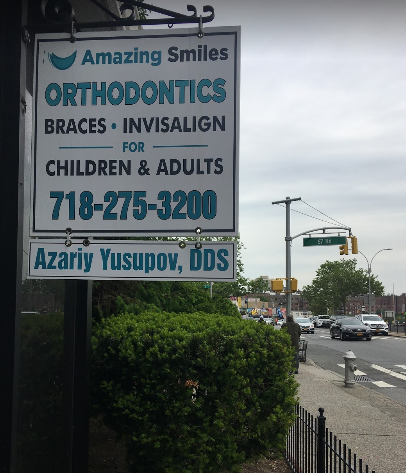 Amazing Smiles
ORTHODONTICS
BRACES • INVISALIGN
FOR
CHILDREN & ADULTS
718-275-3200
Azariy Yusupov, DDS